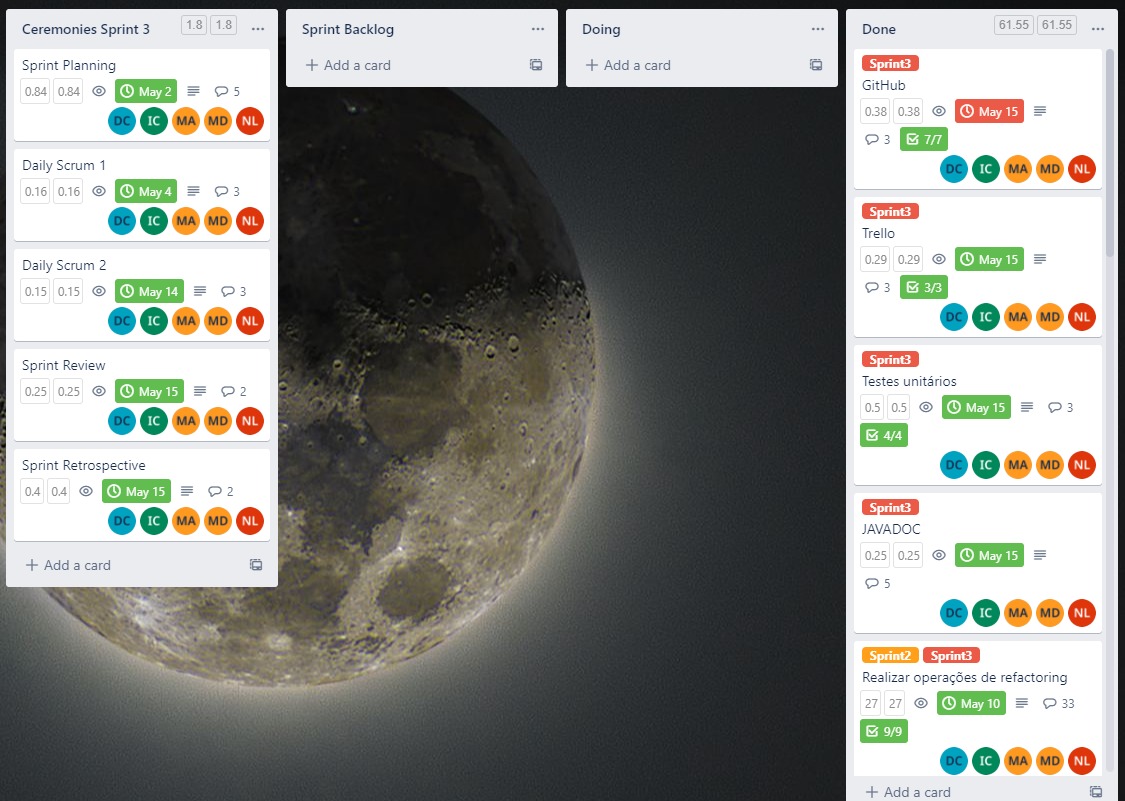 Ceremonies Sprint 3 1.8 1.8
Sprint Planning
0.84 0.84 May 2 5
DC IC MA MD NL
Daily Scrum 1
0.16 0.16 May 4 3
DC IC MA MD NL
Daily Scrum 2
0.15 0.15 May 14 3
DC IC MA MD NL
Sprint Review
0.25 0.25 May 15 2
DC IC MA MD NL
Sprint Retrospective
0.4 0.4 May 15 2
DC IC MA MD NL
+ Add a card
Sprint Backlog
+ Add a card
Doing
+ Add a card
Done 61.55 61.55
Sprint3
GitHub
0.38 0.38 May 15
3 7/7
DC IC MA MD NL
Sprint3
Trello
0.29 0.29 May 15
3 3/3
DC IC MA MD NL
Sprint3
Testes unitários
0.5 0.5 May 15 3
4/4
DC IC MA MD NL
Sprint3
JAVADOC
0.25 0.25 May 15
5
DC IC MA MD NL
Sprint2 Sprint3
Realizar operações de refactoring
27 27 May 10 33
9/9
DC IC MA MD NL
+ Add a card